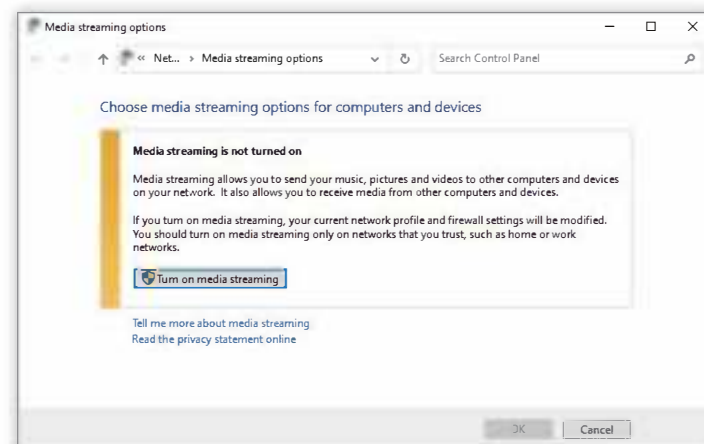 Media streaming options
« Net... › Media streaming options
Search Control Panel
Choose media streaming options for computers and devices
Media streaming is not turned on
Media streaming allows you to send your music, pictures and videos to other computers and devices
on your network. It also allows you to receive media from other computers and devices.
If you turn on media streaming, your current network profile and firewall settings will be modified.
You should turn on media streaming only on networks that you trust, such as home or work
networks.
Turn on media streaming
Tell me more about media streaming
Read the privacy statement online
OK
Cancel